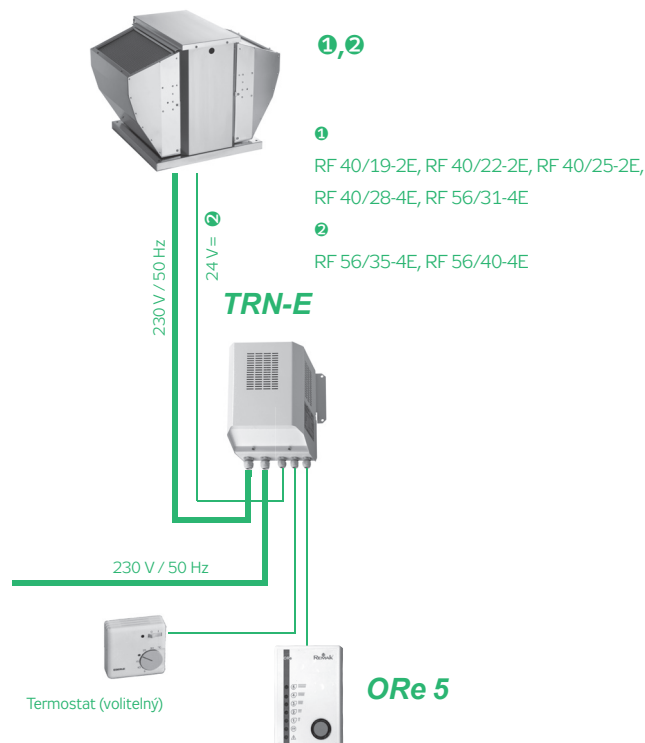 ❶,❷
❶
RF 40/19-2E, RF 40/22-2E, RF 40/25-2E,
RF 40/28-4E, RF 56/31-4E
❷
RF 56/35-4E, RF 56/40-4E
230 V / 50 Hz
24 V= ❷
TRN-E
230 V / 50 Hz
Termostat (volitelný)
ORe 5